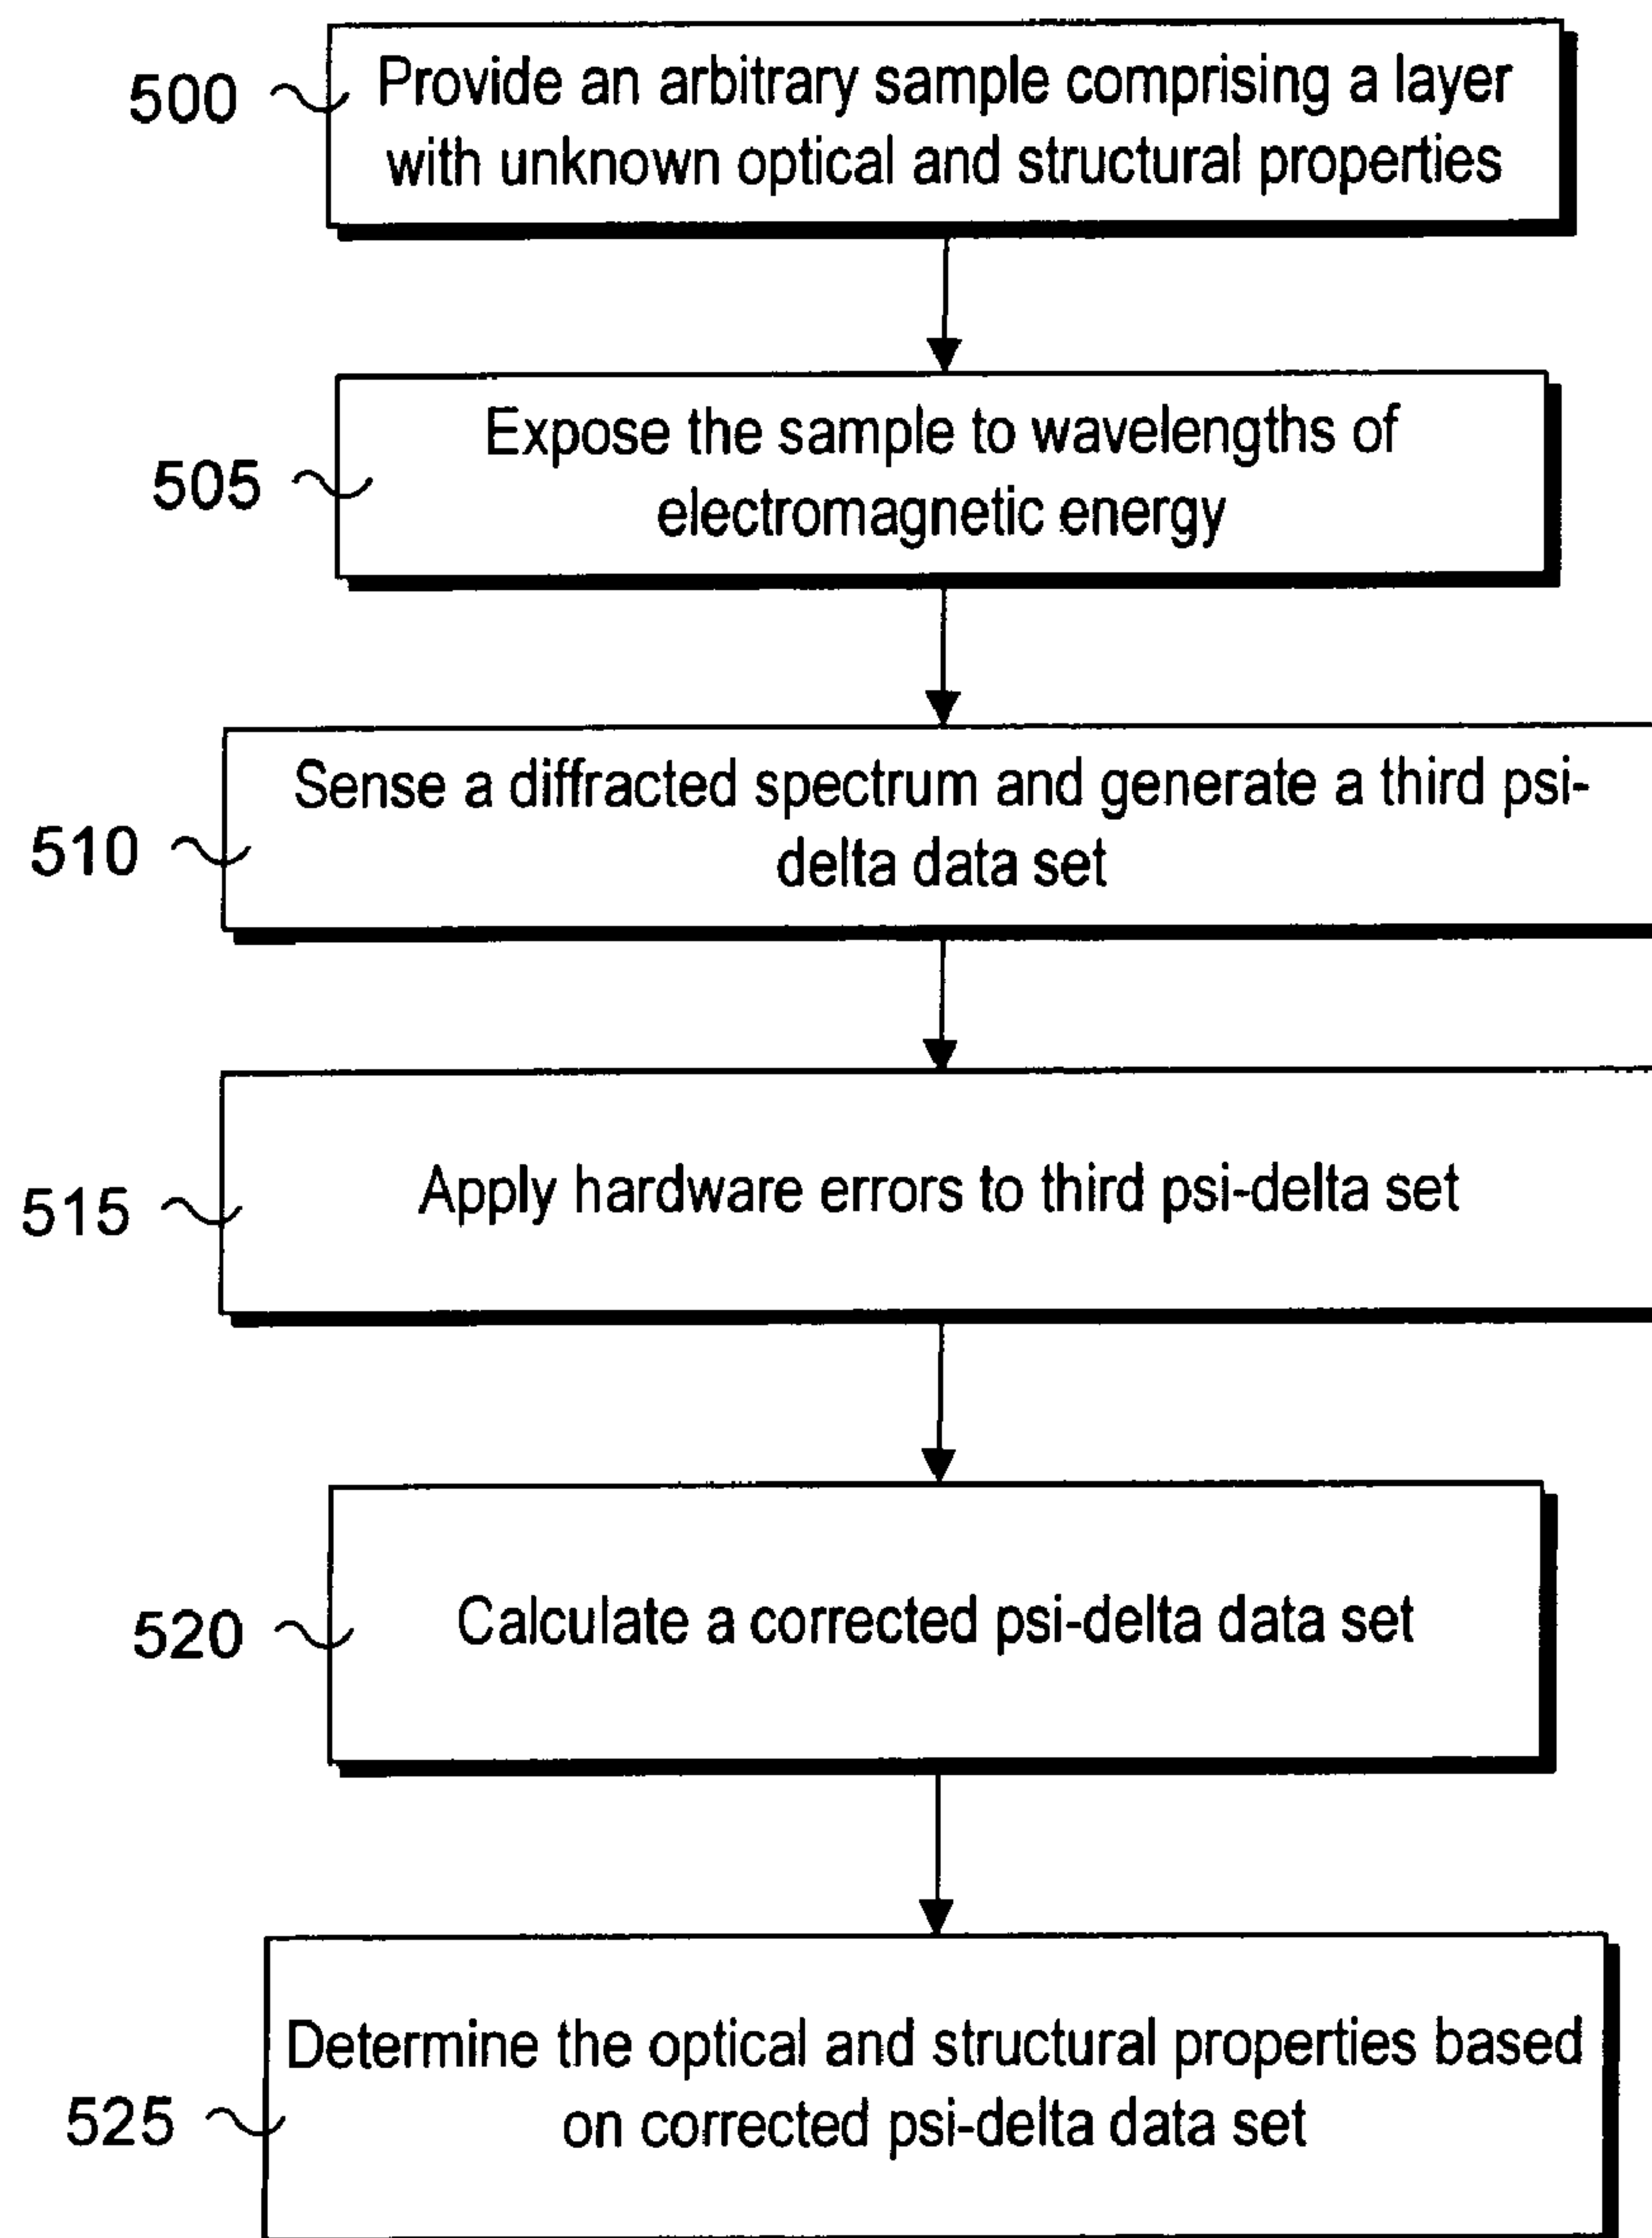 500
Provide an arbitrary sample comprising a layer
with unknown optical and structural properties
505
Expose the sample to wavelengths of
electromagnetic energy
510
Sense a diffracted spectrum and generate a third psi-
delta data set
515
Apply hardware errors to third psi-delta set
520
Calculate a corrected psi-delta data set
525
Determine the optical and structural properties based
on corrected psi-delta data set